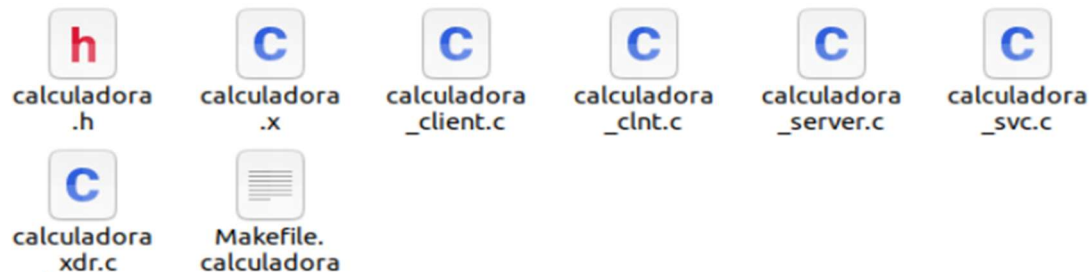 h C C C C C
calculadora calculadora calculadora calculadora calculadora calculadora
.h .x _client.c _clnt.c _server.c _svc.c
C
calculadora Makefile.
xdr.c calculadora